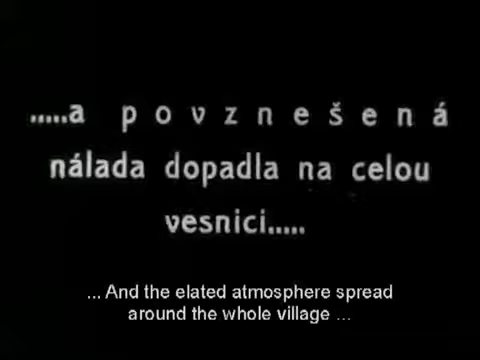 .....a povznešená
nálada dopadla na celou
vesnici.....
... And the elated atmosphere spread
around the whole village ...